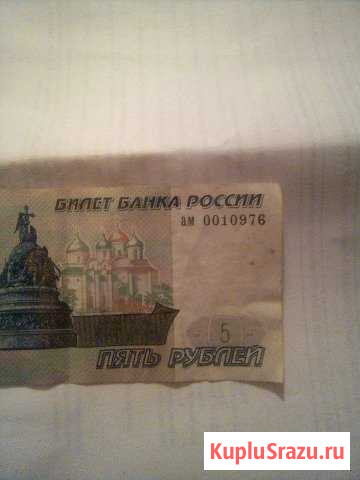 БИЛЕТ БАНКА РОССИИ
ам 0010976
5
ПЯТЬ РУБЛЕЙ
KupluSrazu.ru